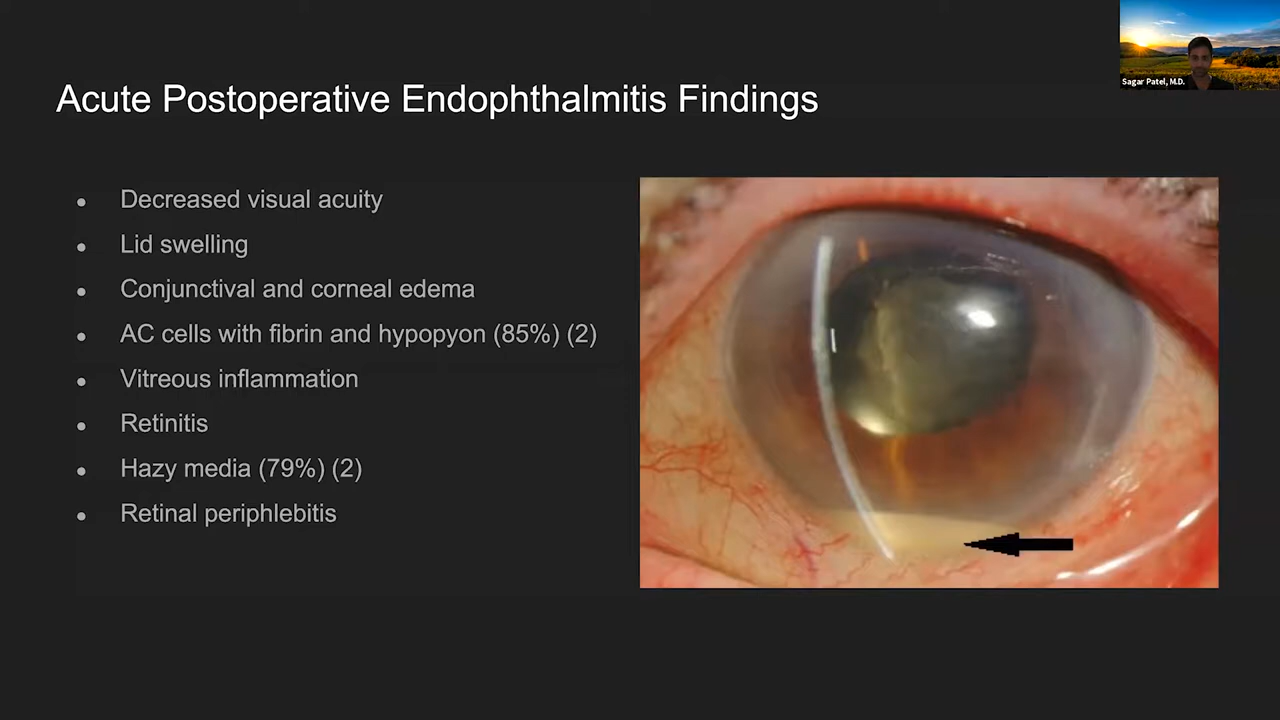 Sagar Patel, M.D.
Acute Postoperative Endophthalmitis Findings
Decreased visual acuity
Lid swelling
Conjunctival and corneal edema
AC cells with fibrin and hypopyon (85%) (2)
Vitreous inflammation
Retinitis
Hazy media (79%) (2)
Retinal periphlebitis